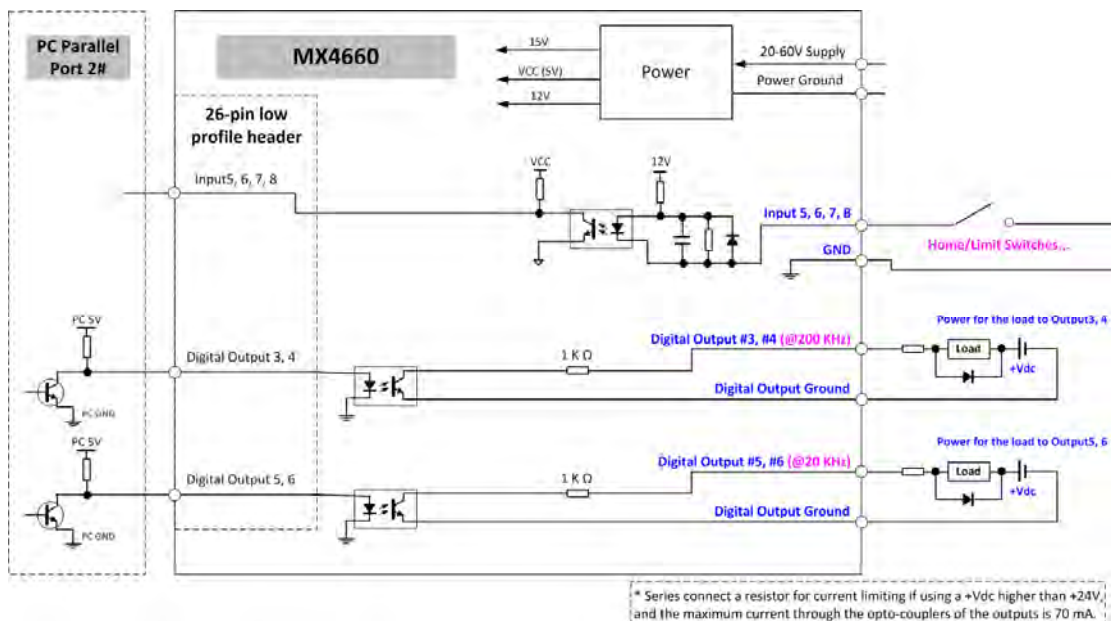 PC Parallel
Port 2#
MX4660
26-pin low
profile header
15V
VCC (5V)
12V
Power
20-60V Supply
Power Ground
Input5, 6, 7, 8
VCC
12V
Input 5, 6, 7, 8
GND
Home/Limit Switches...
PC 5V
PC GND
Digital Output 3, 4
1 K Ω
Digital Output #3, #4 (@200 KHz)
Digital Output Ground
Power for the load to Output3, 4
Load
+Vdc
PC 5V
PC GND
Digital Output 5, 6
1 K Ω
Digital Output #5, #6 (@20 KHz)
Digital Output Ground
Power for the load to Output5, 6
Load
+Vdc
* Series connect a resistor for current limiting if using a +Vdc higher than +24V,
and the maximum current through the opto-couplers of the outputs is 70 mA.